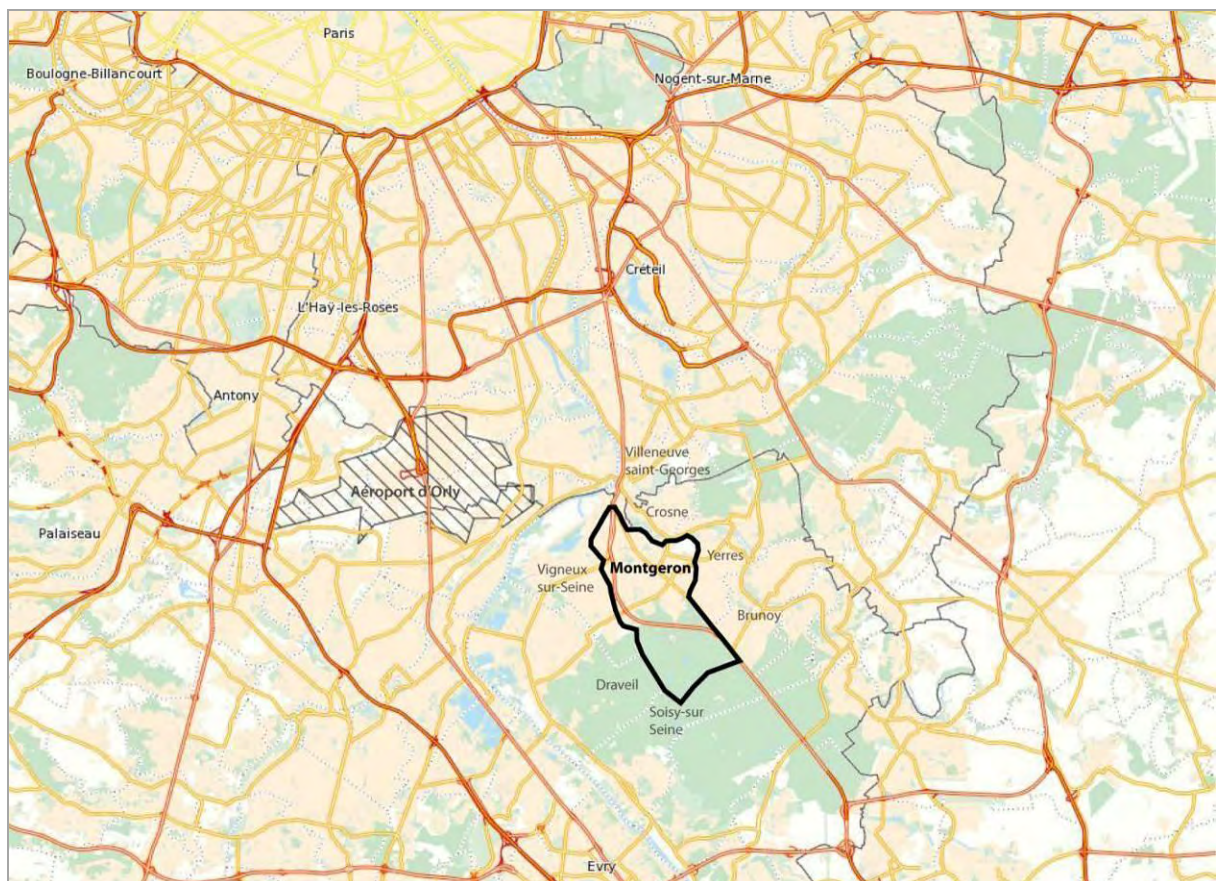 Paris
Boulogne-Billancourt
Nogent-sur-Marne
Créteil
L'Haÿ-les-Roses
Antony
Villeneuve
saint-Georges
Aéroport d'Orly
Crosne
Palaiseau
Yerres
Vigneux
sur-Seine
Montgeron
Brunoy
Draveil
Soisy-sur
Seine
Evry